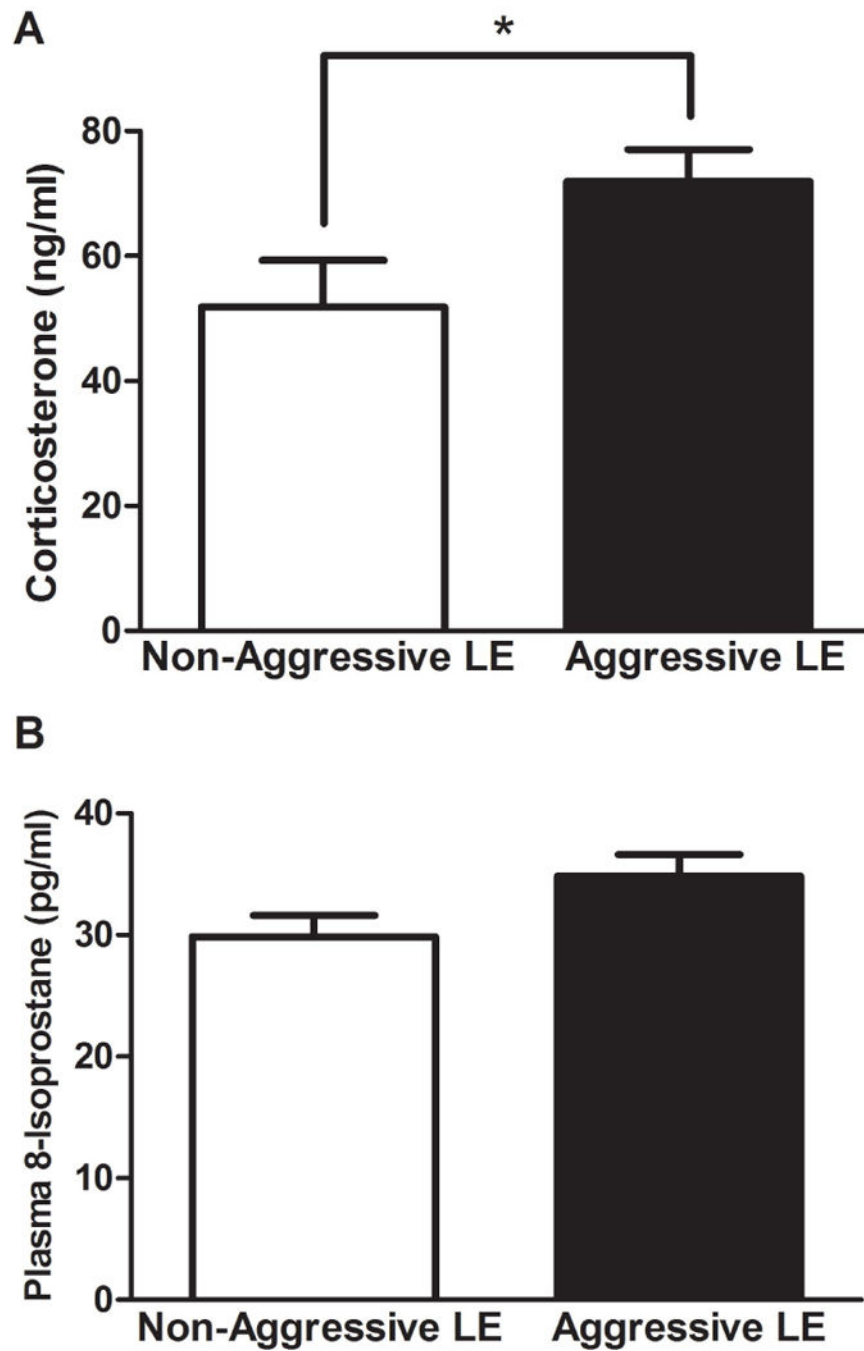 A
*
Corticosterone (ng/ml)
80
60
40
20
0
Non-Aggressive LE
Aggressive LE
B
Plasma 8-Isoprostane (pg/ml)
40
30
20
10
0
Non-Aggressive LE
Aggressive LE